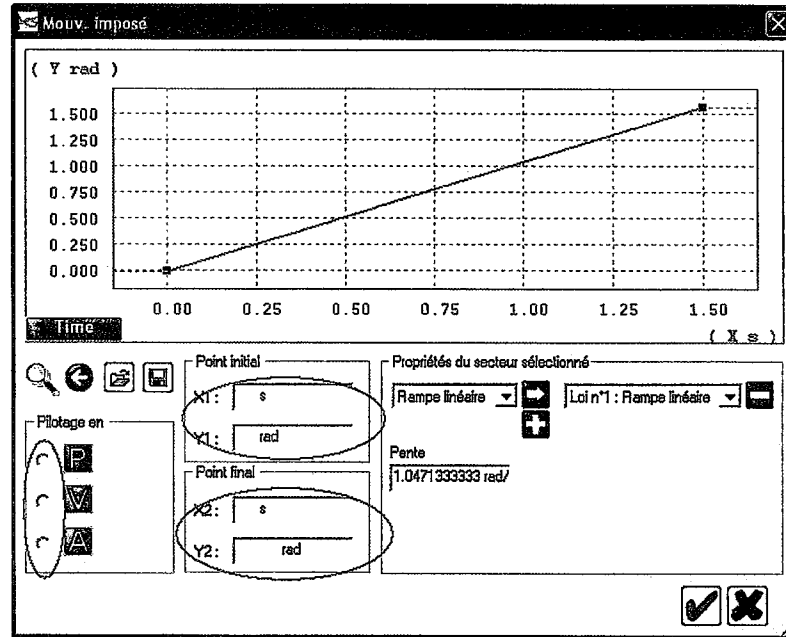 Mouv. imposé
( Y rad )
1.500
1.250
1.000
0.750
0.500
0.250
0.000
0.00 0.25 0.50 0.75 1.00 1.25 1.50
Time
( X s )
Point initial
X1: s
Y1: rad
Propriétés du secteur sélectionné
Rampe linéaire
Loi n°1 : Rampe linéaire
Pilotage en
P
V
A
Pente
1.0471333333 rad/
Point final
X2: s
Y2: rad